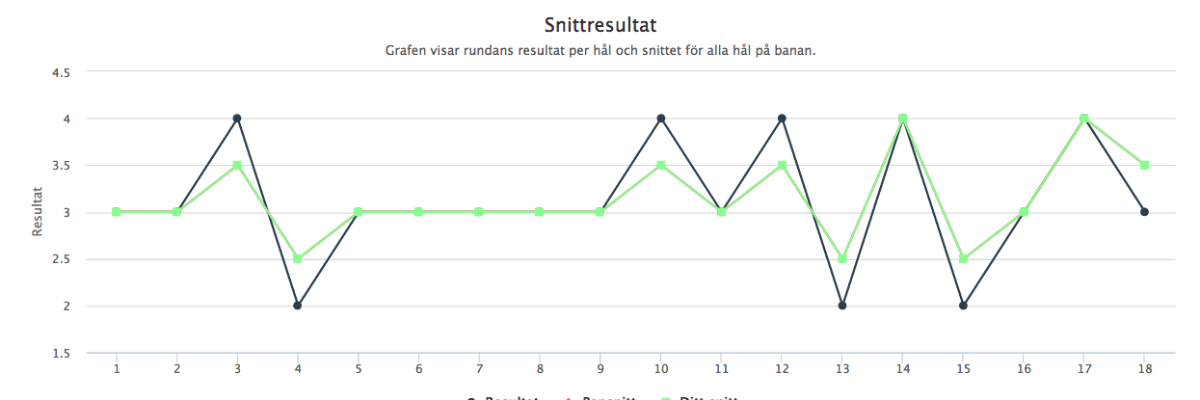 Snittresultat
Grafen visar rundans resultat per hål och snittet för alla hål på banan.
4.5
4
3.5
3
2.5
2
1.5
Resultat
1 2 3 4 5 6 7 8 9 10 11 12 13 14 15 16 17 18
Resultat Bansnitt Ditt snitt